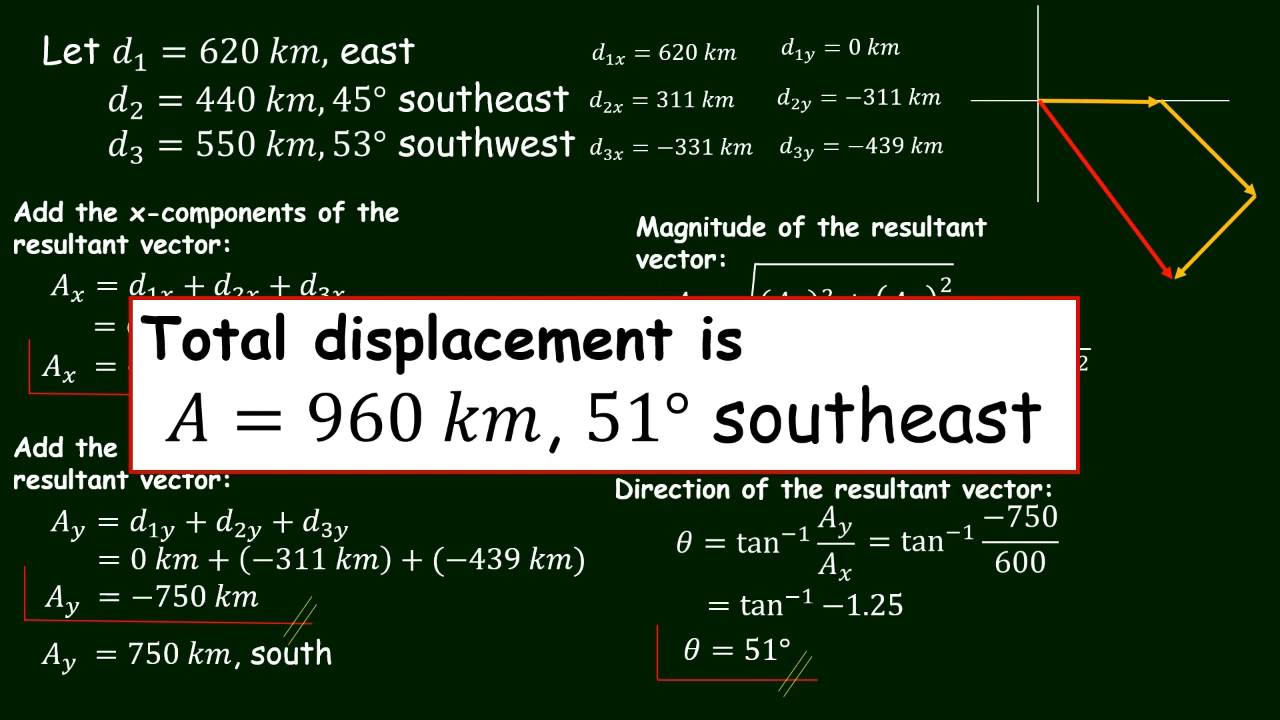 Let d₁ = 620 km, east
d₂ = 440 km, 45° southeast
d₃ = 550 km, 53° southwest
d₁ₓ = 620 km
d₁ᵧ = 0 km
d₂ₓ = 311 km
d₂ᵧ = −311 km
d₃ₓ = −331 km
d₃ᵧ = −439 km
Add the x-components of the
resultant vector:
Aₓ = d₁ₓ + d₂ₓ + d₃ₓ
=
Aₓ =
Add the
resultant vector:
Aᵧ = d₁ᵧ + d₂ᵧ + d₃ᵧ
= 0 km + (−311 km) + (−439 km)
Aᵧ = −750 km
Aᵧ = 750 km, south
Magnitude of the resultant
vector:
Total displacement is
A = 960 km, 51° southeast
Direction of the resultant vector:
θ = tan⁻¹ Aᵧ/Aₓ = tan⁻¹ −750/600
= tan⁻¹ −1.25
θ = 51°